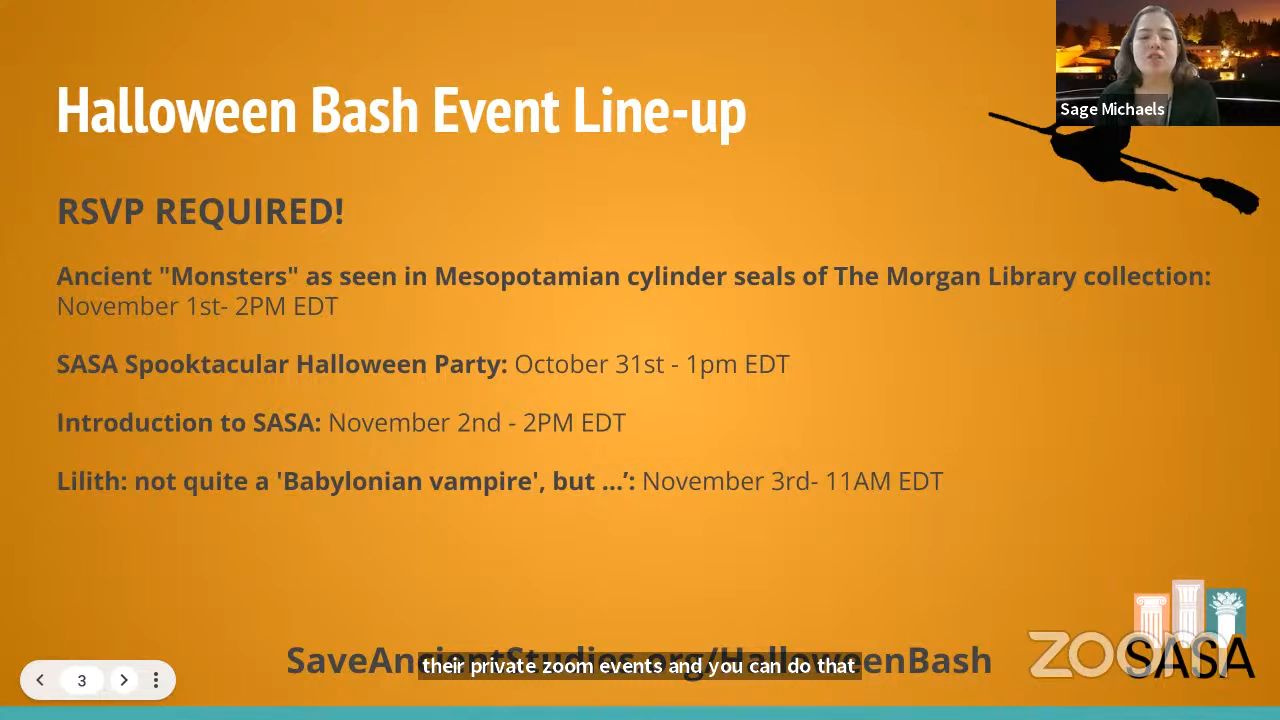 Halloween Bash Event Line-up
Sage Michaels
RSVP REQUIRED!
Ancient "Monsters" as seen in Mesopotamian cylinder seals of The Morgan Library collection:
November 1st- 2PM EDT
SASA Spooktacular Halloween Party: October 31st - 1pm EDT
Introduction to SASA: November 2nd - 2PM EDT
Lilith: not quite a 'Babylonian vampire', but ...’: November 3rd- 11AM EDT
SaveAncientStudies.org/HalloweenBash
their private zoom events and you can do that
zoom
SASA
3